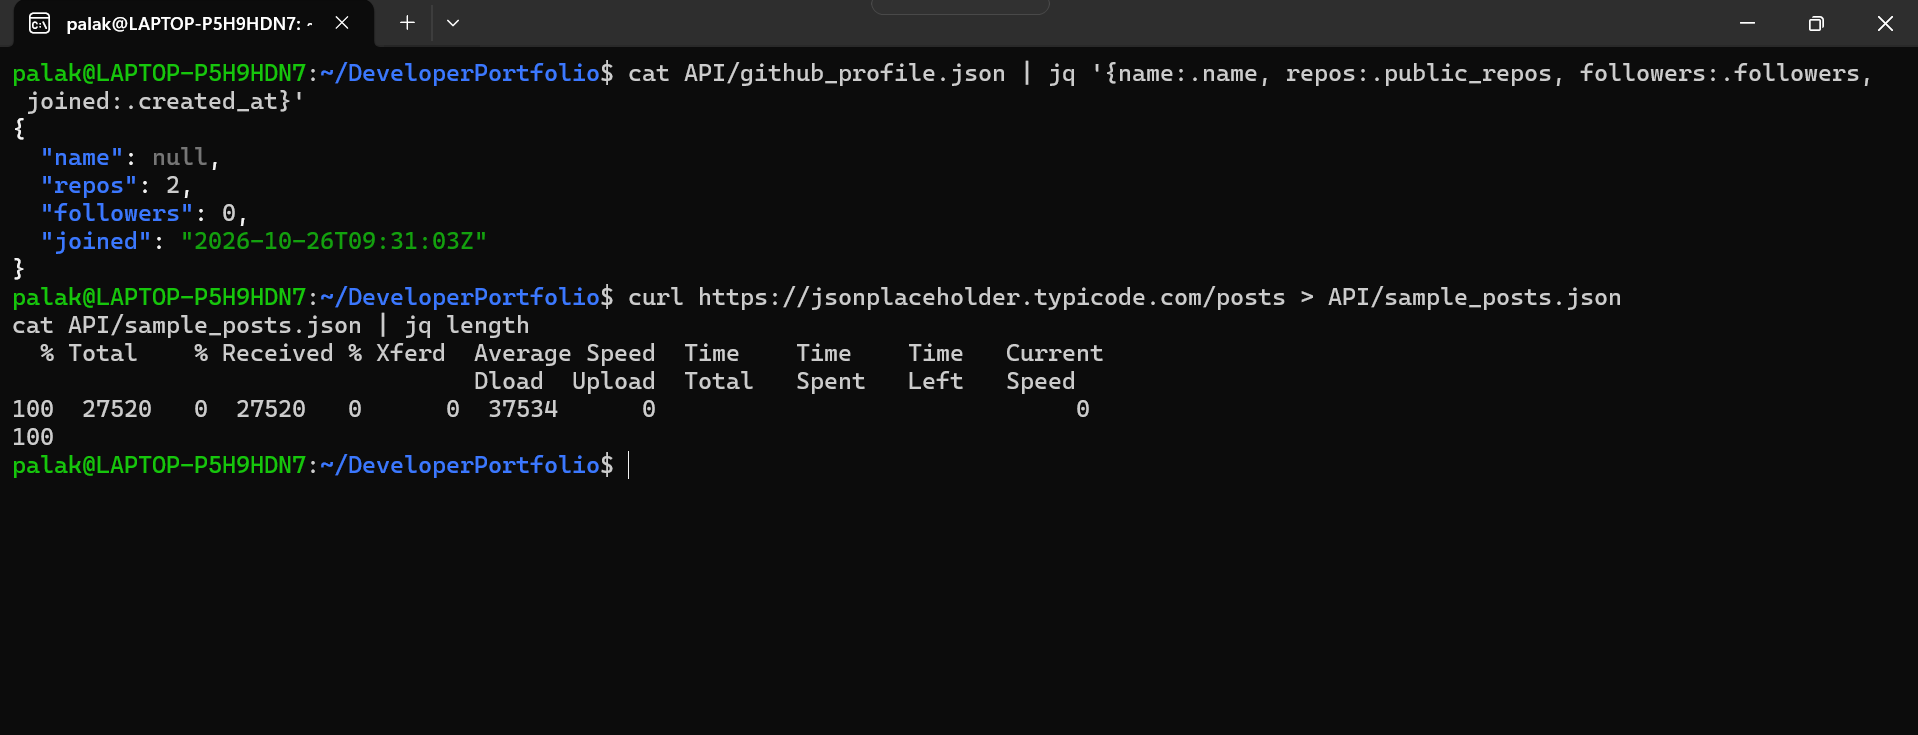 palak@LAPTOP-P5H9HDN7: ~
palak@LAPTOP-P5H9HDN7:~/DeveloperPortfolio$ cat API/github_profile.json | jq '{name:.name, repos:.public_repos, followers:.followers,
 joined:.created_at}'
{
  "name": null,
  "repos": 2,
  "followers": 0,
  "joined": "2026-10-26T09:31:03Z"
}
palak@LAPTOP-P5H9HDN7:~/DeveloperPortfolio$ curl https://jsonplaceholder.typicode.com/posts > API/sample_posts.json
cat API/sample_posts.json | jq length
  % Total    % Received % Xferd  Average Speed  Time    Time    Time   Current
                                 Dload  Upload  Total   Spent   Left   Speed
100  27520   0  27520   0      0  37534      0                              0
100
palak@LAPTOP-P5H9HDN7:~/DeveloperPortfolio$